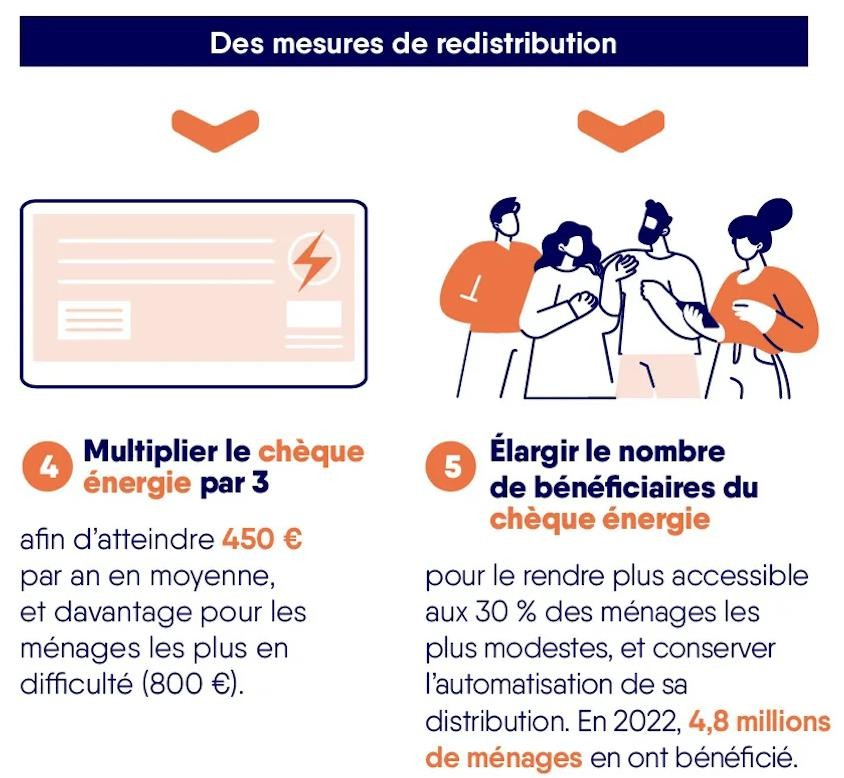 Des mesures de redistribution
4
Multiplier le chèque
énergie par 3
afin d’atteindre 450 €
par an en moyenne,
et davantage pour les
ménages les plus en
difficulté (800 €).
5
Élargir le nombre
de bénéficiaires du
chèque énergie
pour le rendre plus accessible
aux 30 % des ménages les
plus modestes, et conserver
l’automatisation de sa
distribution. En 2022, 4,8 millions
de ménages en ont bénéficié.